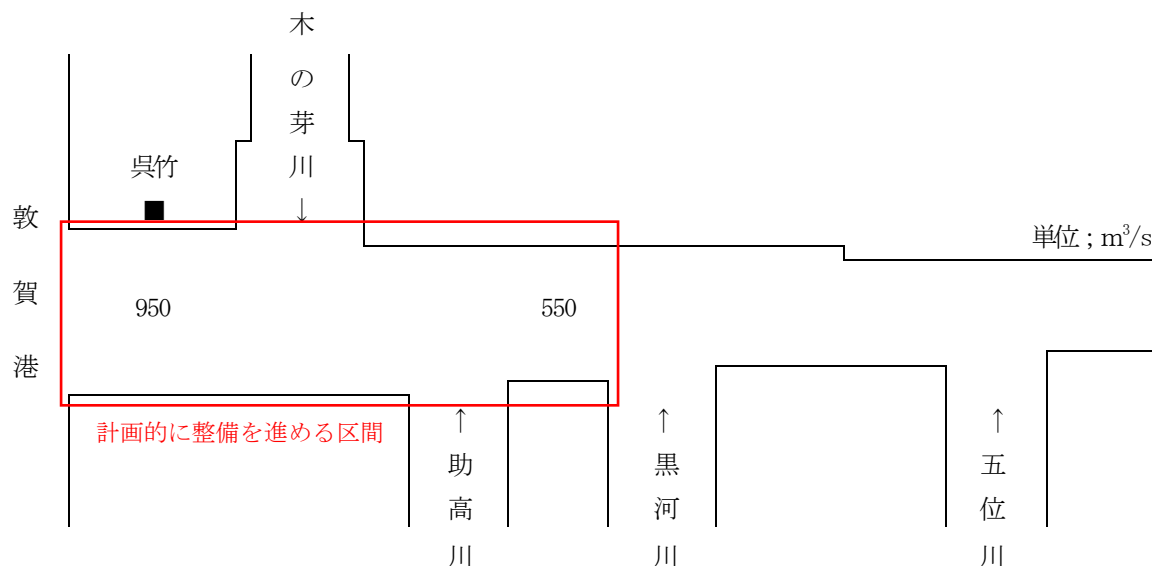 木の芽川
↓
呉竹
■
敦賀港
単位；m³/s
950
550
計画的に整備を進める区間
↑
助高川
↑
黒河川
↑
五位川